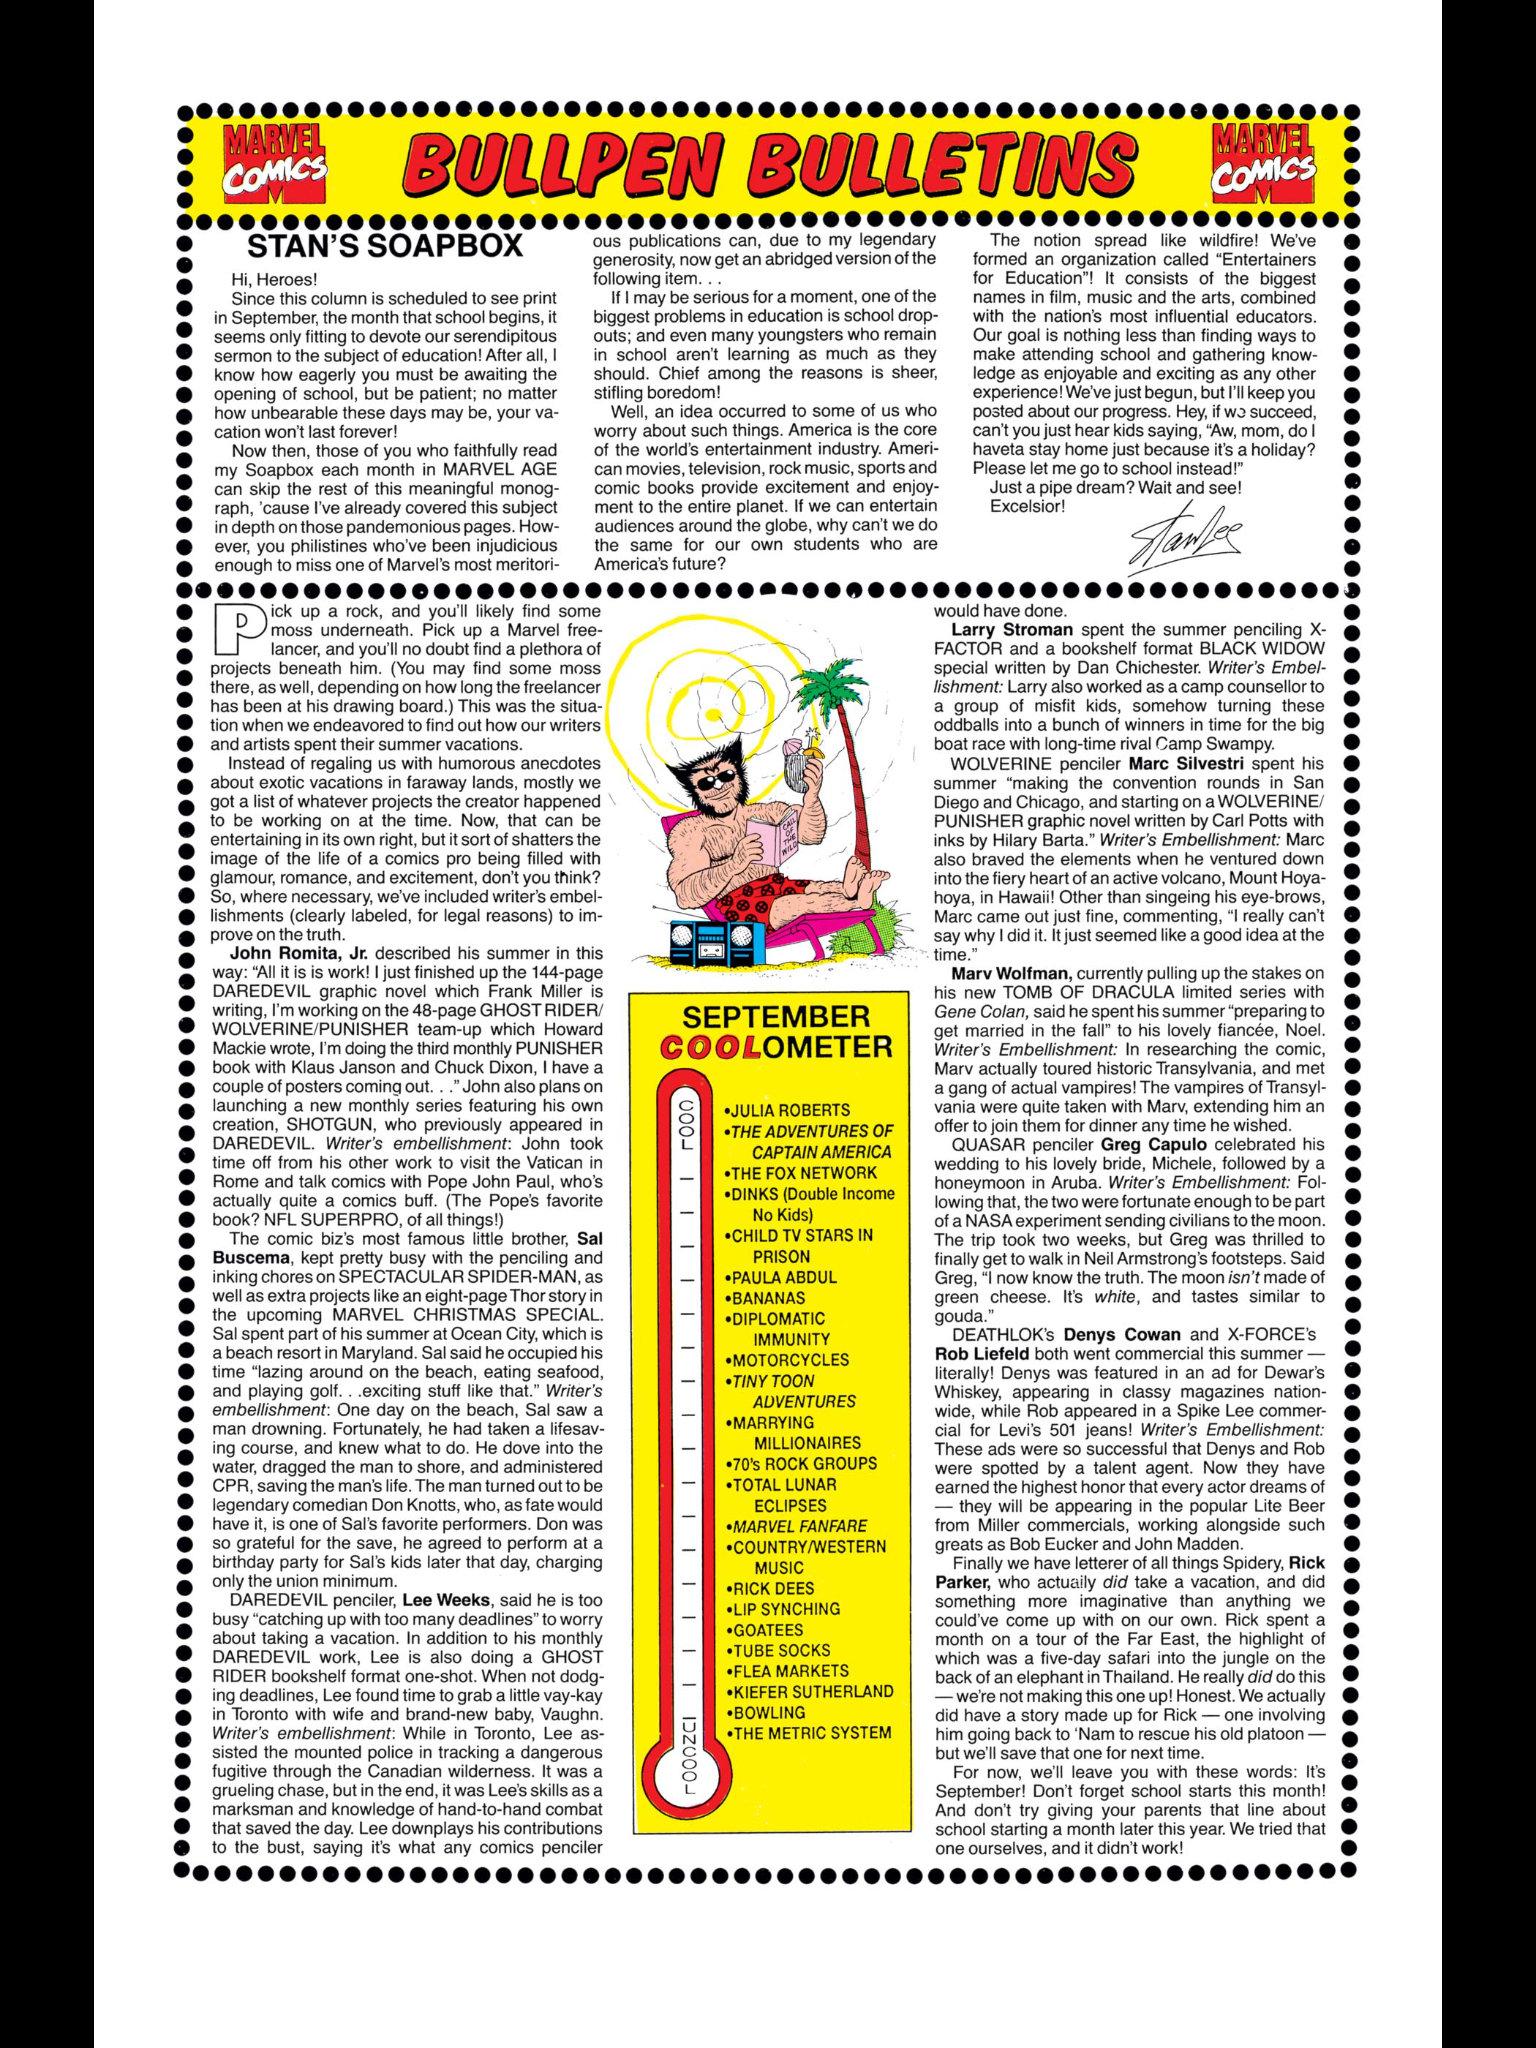 MARVEL
COMICS
BULLPEN BULLETINS
MARVEL
COMICS
STAN'S SOAPBOX
Hi, Heroes!
Since this column is scheduled to see print
in September, the month that school begins, it
seems only fitting to devote our serendipitous
sermon to the subject of education! After all, I
know how eagerly you must be awaiting the
opening of school, but be patient; no matter
how unbearable these days may be, your va-
cation won't last forever!
Now then, those of you who faithfully read
my Soapbox each month in MARVEL AGE
can skip the rest of this meaningful monog-
raph, 'cause I've already covered this subject
in depth on those pandemonious pages. How-
ever, you philistines who've been injudicious
enough to miss one of Marvel's most meritori-
ous publications can, due to my legendary
generosity, now get an abridged version of the
following item. . .
If I may be serious for a moment, one of the
biggest problems in education is school drop-
outs; and even many youngsters who remain
in school aren't learning as much as they
should. Chief among the reasons is sheer,
stifling boredom!
Well, an idea occurred to some of us who
worry about such things. America is the core
of the world's entertainment industry. Ameri-
can movies, television, rock music, sports and
comic books provide excitement and enjoy-
ment to the entire planet. If we can entertain
audiences around the globe, why can't we do
the same for our own students who are
America's future?
The notion spread like wildfire! We've
formed an organization called "Entertainers
for Education"! It consists of the biggest
names in film, music and the arts, combined
with the nation's most influential educators.
Our goal is nothing less than finding ways to
make attending school and gathering know-
ledge as enjoyable and exciting as any other
experience! We've just begun, but I'll keep you
posted about our progress. Hey, if we succeed,
can't you just hear kids saying, "Aw, mom, do I
haveta stay home just because it's a holiday?
Please let me go to school instead!"
Just a pipe dream? Wait and see!
Excelsior!
Stan Lee
Pick up a rock, and you'll likely find some
moss underneath. Pick up a Marvel free-
lancer, and you'll no doubt find a plethora of
projects beneath him. (You may find some moss
there, as well, depending on how long the freelancer
has been at his drawing board.) This was the situa-
tion when we endeavored to find out how our writers
and artists spent their summer vacations.
Instead of regaling us with humorous anecdotes
about exotic vacations in faraway lands, mostly we
got a list of whatever projects the creator happened
to be working on at the time. Now, that can be
entertaining in its own right, but it sort of shatters the
image of the life of a comics pro being filled with
glamour, romance, and excitement, don't you think?
So, where necessary, we've included writer's embel-
lishments (clearly labeled, for legal reasons) to im-
prove on the truth.
John Romita, Jr. described his summer in this
way: "All it is is work! I just finished up the 144-page
DAREDEVIL graphic novel which Frank Miller is
writing, I'm working on the 48-page GHOST RIDER/
WOLVERINE/PUNISHER team-up which Howard
Mackie wrote, I'm doing the third monthly PUNISHER
book with Klaus Janson and Chuck Dixon, I have a
couple of posters coming out. . ." John also plans on
launching a new monthly series featuring his own
creation, SHOTGUN, who previously appeared in
DAREDEVIL. Writer's embellishment: John took
time off from his other work to visit the Vatican in
Rome and talk comics with Pope John Paul, who's
actually quite a comics buff. (The Pope's favorite
book? NFL SUPERPRO, of all things!)
The comic biz's most famous little brother, Sal
Buscema, kept pretty busy with the penciling and
inking chores on SPECTACULAR SPIDER-MAN, as
well as extra projects like an eight-page Thor story in
the upcoming MARVEL CHRISTMAS SPECIAL.
Sal spent part of his summer at Ocean City, which is
a beach resort in Maryland. Sal said he occupied his
time "lazing around on the beach, eating seafood,
and playing golf. . .exciting stuff like that." Writer's
embellishment: One day on the beach, Sal saw a
man drowning. Fortunately, he had taken a lifesav-
ing course, and knew what to do. He dove into the
water, dragged the man to shore, and administered
CPR, saving the man's life. The man turned out to be
legendary comedian Don Knotts, who, as fate would
have it, is one of Sal's favorite performers. Don was
so grateful for the save, he agreed to perform at a
birthday party for Sal's kids later that day, charging
only the union minimum.
DAREDEVIL penciler, Lee Weeks, said he is too
busy "catching up with too many deadlines" to worry
about taking a vacation. In addition to his monthly
DAREDEVIL work, Lee is also doing a GHOST
RIDER bookshelf format one-shot. When not dodg-
ing deadlines, Lee found time to grab a little vay-kay
in Toronto with wife and brand-new baby, Vaughn.
Writer's embellishment: While in Toronto, Lee as-
sisted the mounted police in tracking a dangerous
fugitive through the Canadian wilderness. It was a
grueling chase, but in the end, it was Lee's skills as a
marksman and knowledge of hand-to-hand combat
that saved the day. Lee downplays his contributions
to the bust, saying it's what any comics penciler
CALL
OF
THE
WILD
SEPTEMBER
COOLOMETER
COOL
•JULIA ROBERTS
•THE ADVENTURES OF
CAPTAIN AMERICA
•THE FOX NETWORK
•DINKS (Double Income
No Kids)
•CHILD TV STARS IN
PRISON
•PAULA ABDUL
•BANANAS
•DIPLOMATIC
IMMUNITY
•MOTORCYCLES
•TINY TOON
ADVENTURES
•MARRYING
MILLIONAIRES
•70's ROCK GROUPS
•TOTAL LUNAR
ECLIPSES
•MARVEL FANFARE
•COUNTRY/WESTERN
MUSIC
•RICK DEES
•LIP SYNCHING
•GOATEES
•TUBE SOCKS
•FLEA MARKETS
•KIEFER SUTHERLAND
•BOWLING
•THE METRIC SYSTEM
UNCOOL
would have done.
Larry Stroman spent the summer penciling X-
FACTOR and a bookshelf format BLACK WIDOW
special written by Dan Chichester. Writer's Embel-
lishment: Larry also worked as a camp counsellor to
a group of misfit kids, somehow turning these
oddballs into a bunch of winners in time for the big
boat race with long-time rival Camp Swampy.
WOLVERINE penciler Marc Silvestri spent his
summer "making the convention rounds in San
Diego and Chicago, and starting on a WOLVERINE/
PUNISHER graphic novel written by Carl Potts with
inks by Hilary Barta." Writer's Embellishment: Marc
also braved the elements when he ventured down
into the fiery heart of an active volcano, Mount Hoya-
hoya, in Hawaii! Other than singeing his eye-brows,
Marc came out just fine, commenting, "I really can't
say why I did it. It just seemed like a good idea at the
time."
Marv Wolfman, currently pulling up the stakes on
his new TOMB OF DRACULA limited series with
Gene Colan, said he spent his summer "preparing to
get married in the fall" to his lovely fiancée, Noel.
Writer's Embellishment: In researching the comic,
Marv actually toured historic Transylvania, and met
a gang of actual vampires! The vampires of Transyl-
vania were quite taken with Marv, extending him an
offer to join them for dinner any time he wished.
QUASAR penciler Greg Capulo celebrated his
wedding to his lovely bride, Michele, followed by a
honeymoon in Aruba. Writer's Embellishment: Fol-
lowing that, the two were fortunate enough to be part
of a NASA experiment sending civilians to the moon.
The trip took two weeks, but Greg was thrilled to
finally get to walk in Neil Armstrong's footsteps. Said
Greg, "I now know the truth. The moon isn't made of
green cheese. It's white, and tastes similar to
gouda."
DEATHLOK's Denys Cowan and X-FORCE's
Rob Liefeld both went commercial this summer —
literally! Denys was featured in an ad for Dewar's
Whiskey, appearing in classy magazines nation-
wide, while Rob appeared in a Spike Lee commer-
cial for Levi's 501 jeans! Writer's Embellishment:
These ads were so successful that Denys and Rob
were spotted by a talent agent. Now they have
earned the highest honor that every actor dreams of
— they will be appearing in the popular Lite Beer
from Miller commercials, working alongside such
greats as Bob Eucker and John Madden.
Finally we have letterer of all things Spidery, Rick
Parker, who actually did take a vacation, and did
something more imaginative than anything we
could've come up with on our own. Rick spent a
month on a tour of the Far East, the highlight of
which was a five-day safari into the jungle on the
back of an elephant in Thailand. He really did do this
— we're not making this one up! Honest. We actually
did have a story made up for Rick — one involving
him going back to 'Nam to rescue his old platoon —
but we'll save that one for next time.
For now, we'll leave you with these words: It's
September! Don't forget school starts this month!
And don't try giving your parents that line about
school starting a month later this year. We tried that
one ourselves, and it didn't work!